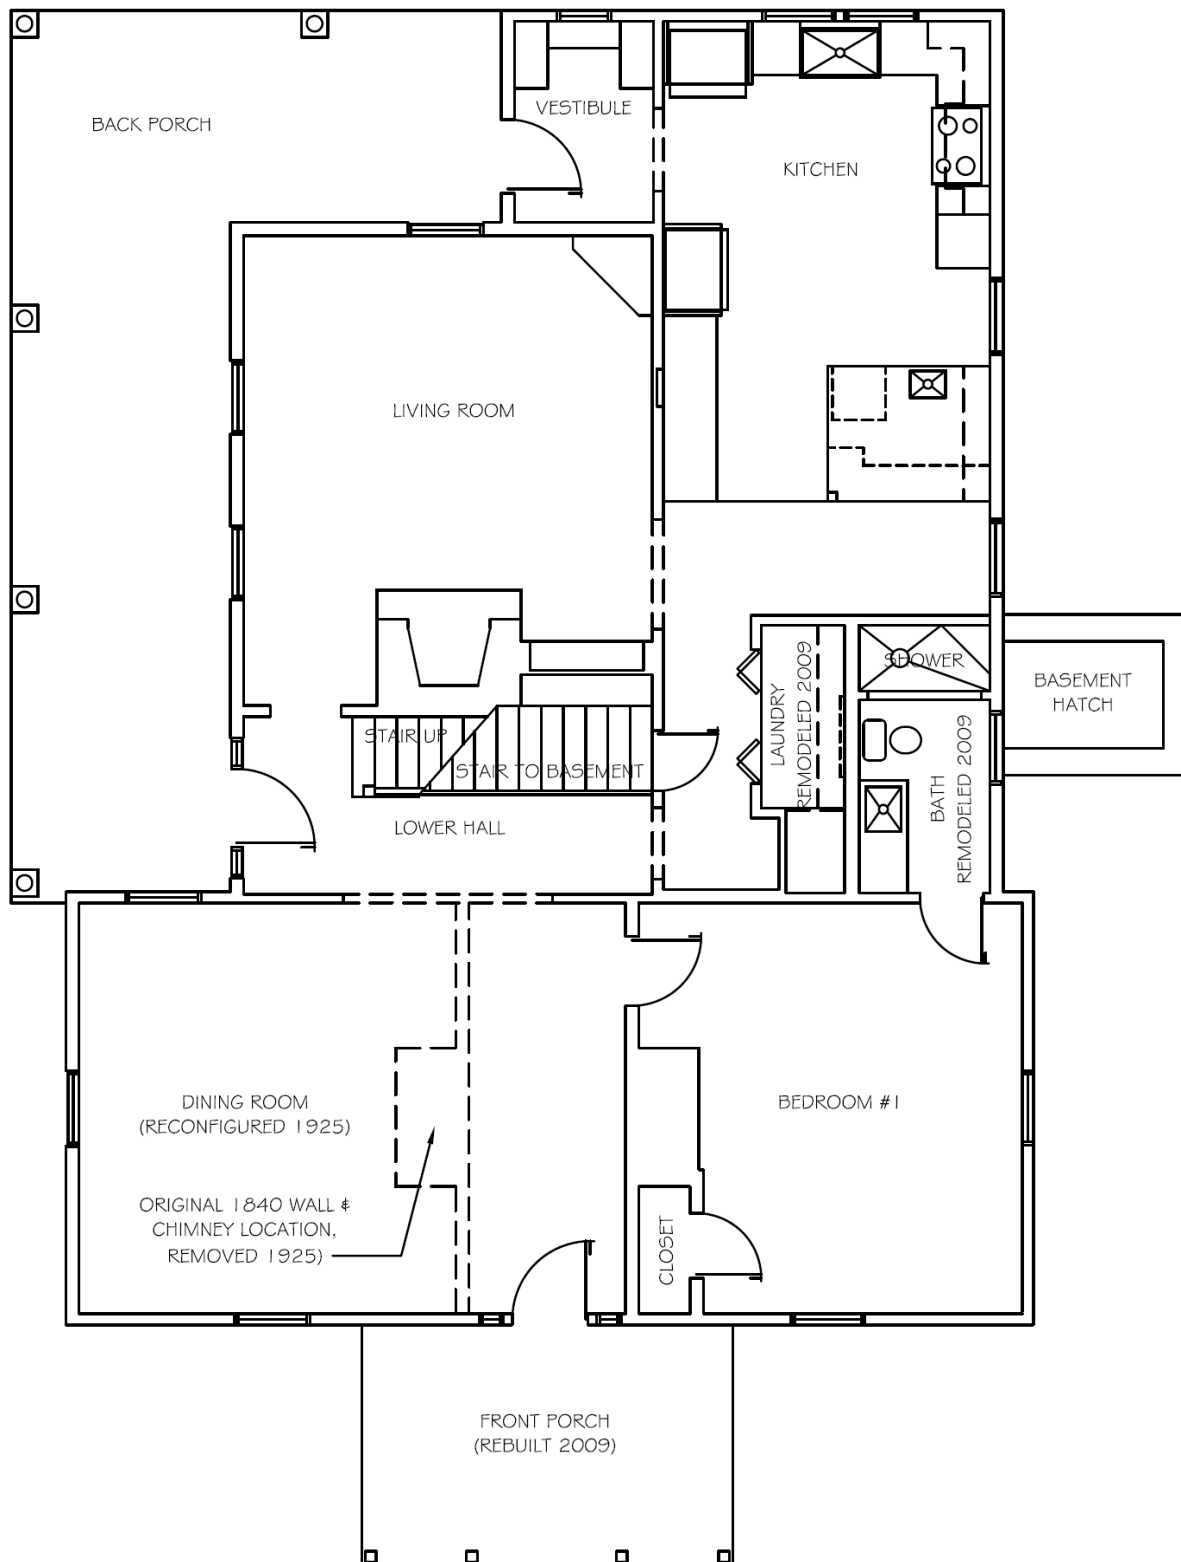 BACK PORCH
VESTIBULE
KITCHEN
LIVING ROOM
SHOWER
BASEMENT
HATCH
LAUNDRY
REMODELED 2009
BATH
REMODELED 2009
STAIR UP
STAIR TO BASEMENT
LOWER HALL
DINING ROOM
(RECONFIGURED 1925)
BEDROOM #1
ORIGINAL 1840 WALL &
CHIMNEY LOCATION,
REMOVED 1925)
CLOSET
FRONT PORCH
(REBUILT 2009)